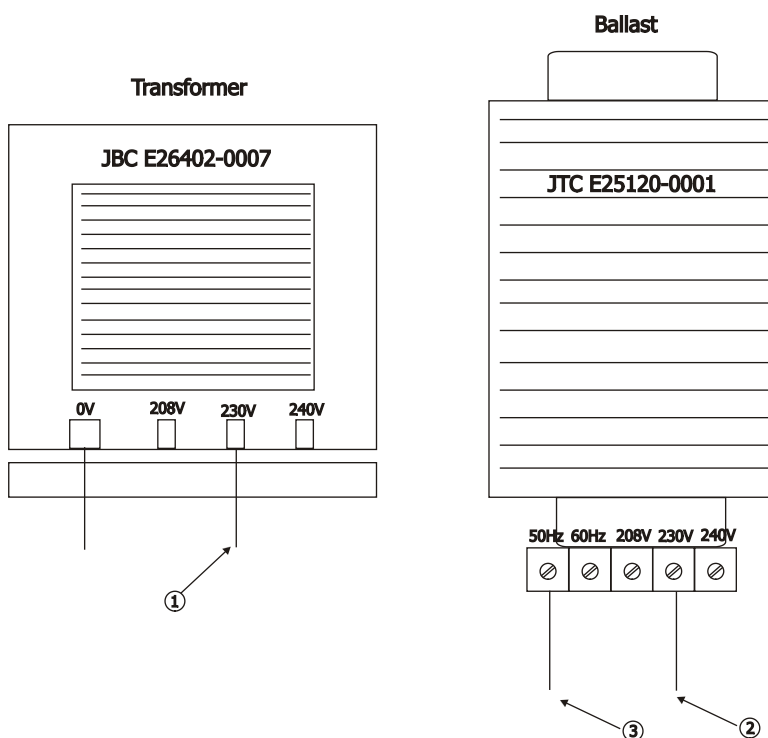 Transformer
JBC E26402-0007
0V 208V 230V 240V
1
Ballast
JTC E25120-0001
50Hz 60Hz 208V 230V 240V
3 2